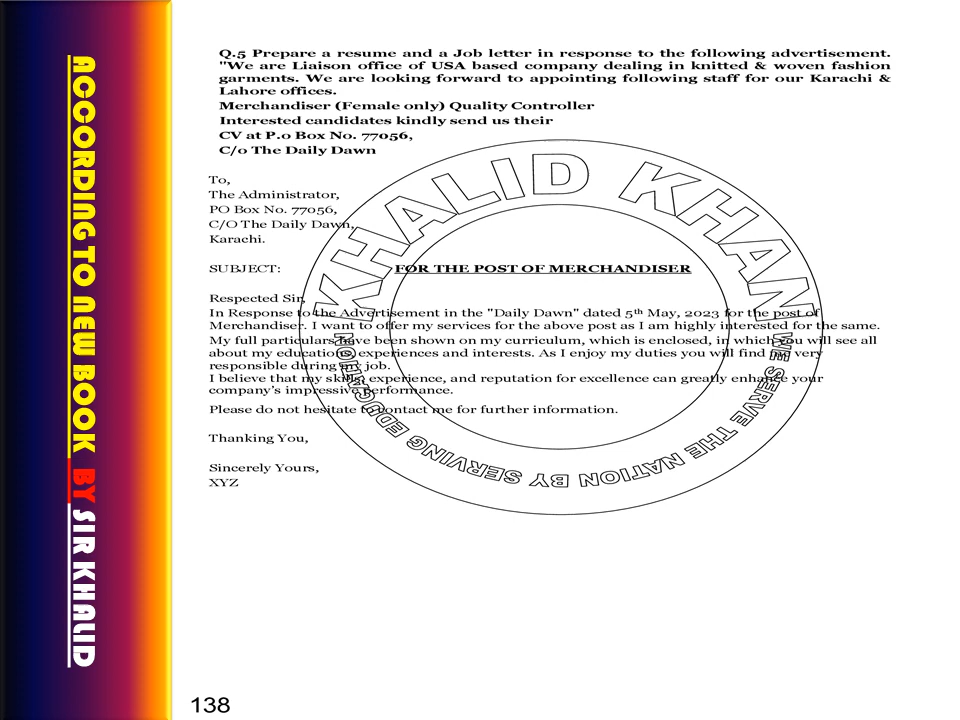 ACCORDING TO NEW BOOK BY SIR KHALID
Q.5 Prepare a resume and a Job letter in response to the following advertisement.
"We are Liaison office of USA based company dealing in knitted & woven fashion
garments. We are looking forward to appointing following staff for our Karachi &
Lahore offices.
Merchandiser (Female only) Quality Controller
Interested candidates kindly send us their
CV at P.o Box No. 77056,
C/o The Daily Dawn
KHALID KHAN
To,
The Administrator,
PO Box No. 77056,
C/O The Daily Dawn,
Karachi.
SUBJECT: FOR THE POST OF MERCHANDISER
Respected Sir,
In Response to the Advertisement in the "Daily Dawn" dated 5th May, 2023 for the post of
Merchandiser. I want to offer my services for the above post as I am highly interested for the same.
My full particulars have been shown on my curriculum, which is enclosed, in which you will see all
about my educations experiences and interests. As I enjoy my duties you will find me very
responsible during my job.
I believe that my skills, experience, and reputation for excellence can greatly enhance your
company's impressive performance.
Please do not hesitate to contact me for further information.
Thanking You,
Sincerely Yours,
XYZ
WE SERVE THE NATION BY SERVING EDUCATION
138